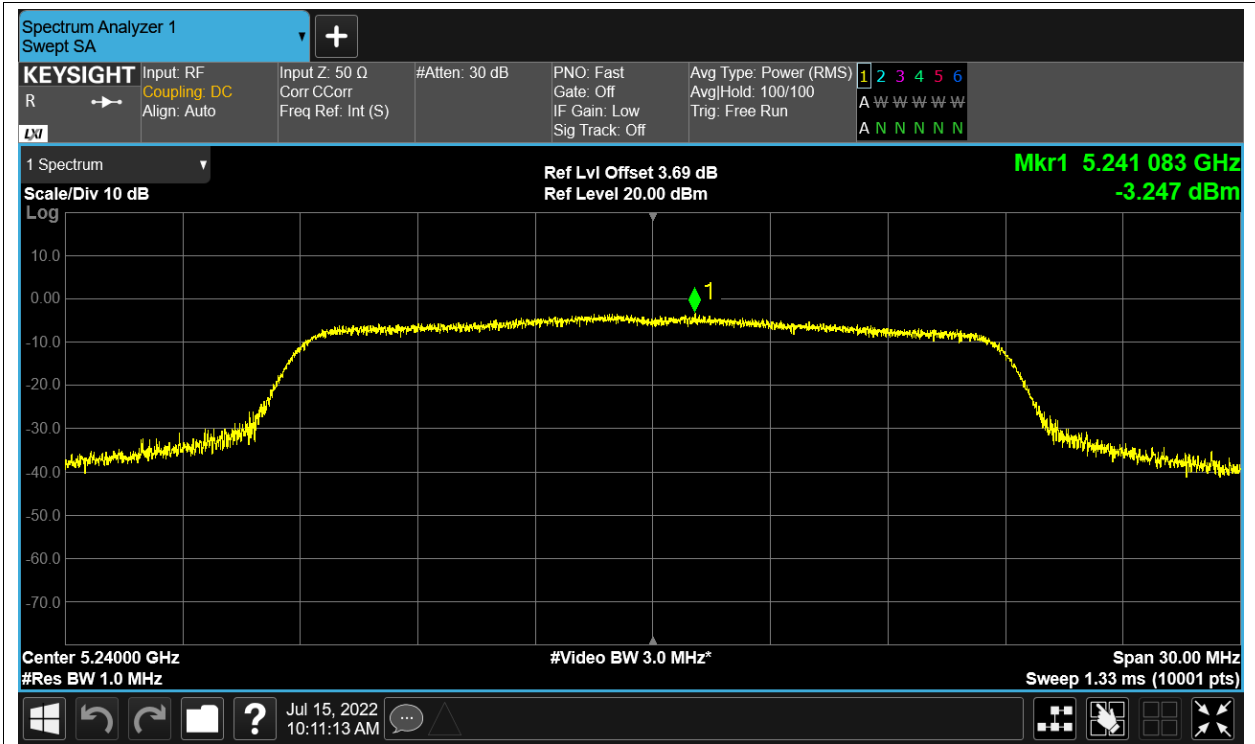 Spectrum Analyzer 1
Swept SA
KEYSIGHT
R
LXI
Input: RF
Coupling: DC
Align: Auto
Input Z: 50 Ω
Corr CCorr
Freq Ref: Int (S)
#Atten: 30 dB
PNO: Fast
Gate: Off
IF Gain: Low
Sig Track: Off
Avg Type: Power (RMS)
Avg|Hold: 100/100
Trig: Free Run
1 2 3 4 5 6
A W W W W W
A N N N N N
1 Spectrum
Scale/Div 10 dB
Log
Ref Lvl Offset 3.69 dB
Ref Level 20.00 dBm
Mkr1 5.241 083 GHz
-3.247 dBm
1
10.0
0.00
-10.0
-20.0
-30.0
-40.0
-50.0
-60.0
-70.0
Center 5.24000 GHz
#Res BW 1.0 MHz
#Video BW 3.0 MHz*
Span 30.00 MHz
Sweep 1.33 ms (10001 pts)
?
Jul 15, 2022
10:11:13 AM